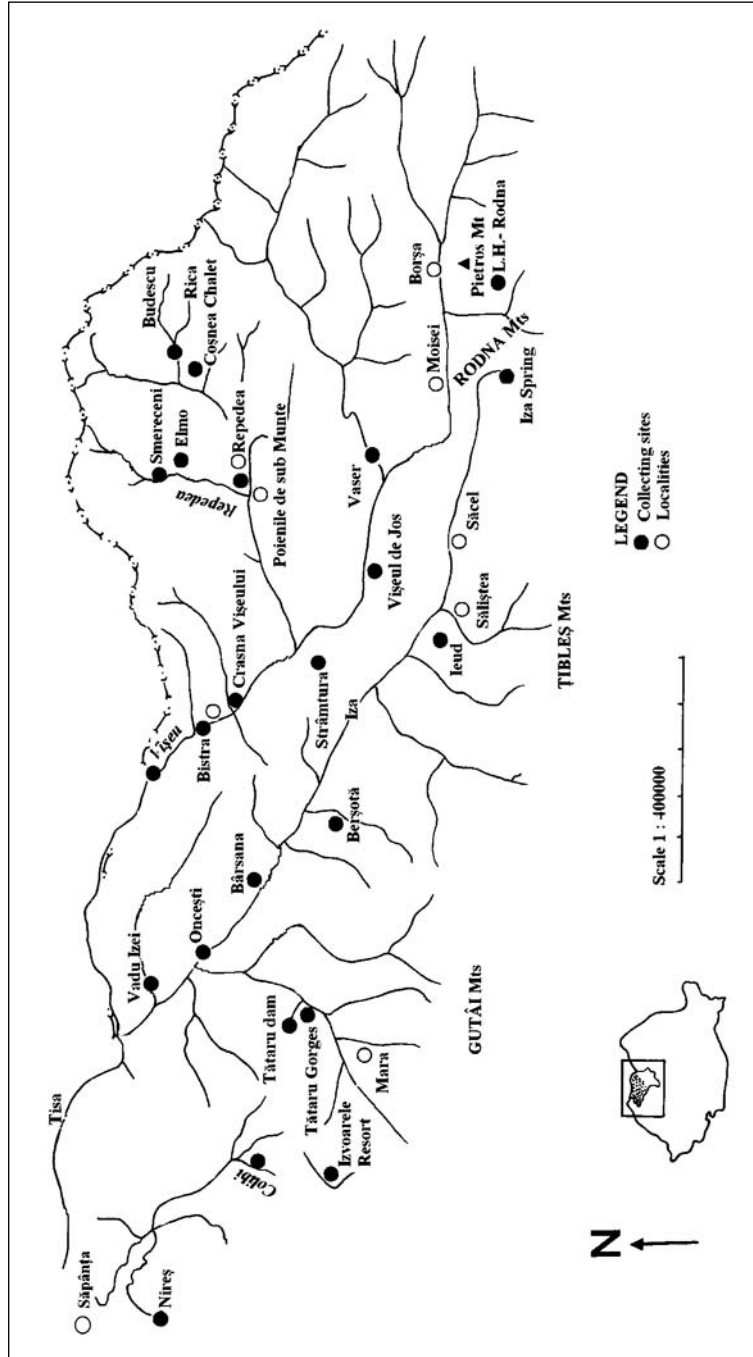 Săpânța
Nireș
Tisa
Colibi
Izvoarele
Resort
Vadu Izei
Oncești
Bârsana
Tătaru dam
Tătaru Gorges
Mara
GUTÂI Mts
Vișeu
Bistra
Crasna Vișeului
Strâmtura
Berșotă
Iza
Ieud
Săliștea
Săcel
ȚIBLEȘ Mts
Smereceni
Elmo
Repedea
Repedea
Poienile de sub Munte
Budescu
Rica
Coșnea Chalet
Vaser
Vișeul de Jos
Moisei
Borșa
RODNA Mts
Iza Spring
Pietros Mt
L.H.- Rodna
LEGEND
Collecting sites
Localities
Scale 1 : 400000
N